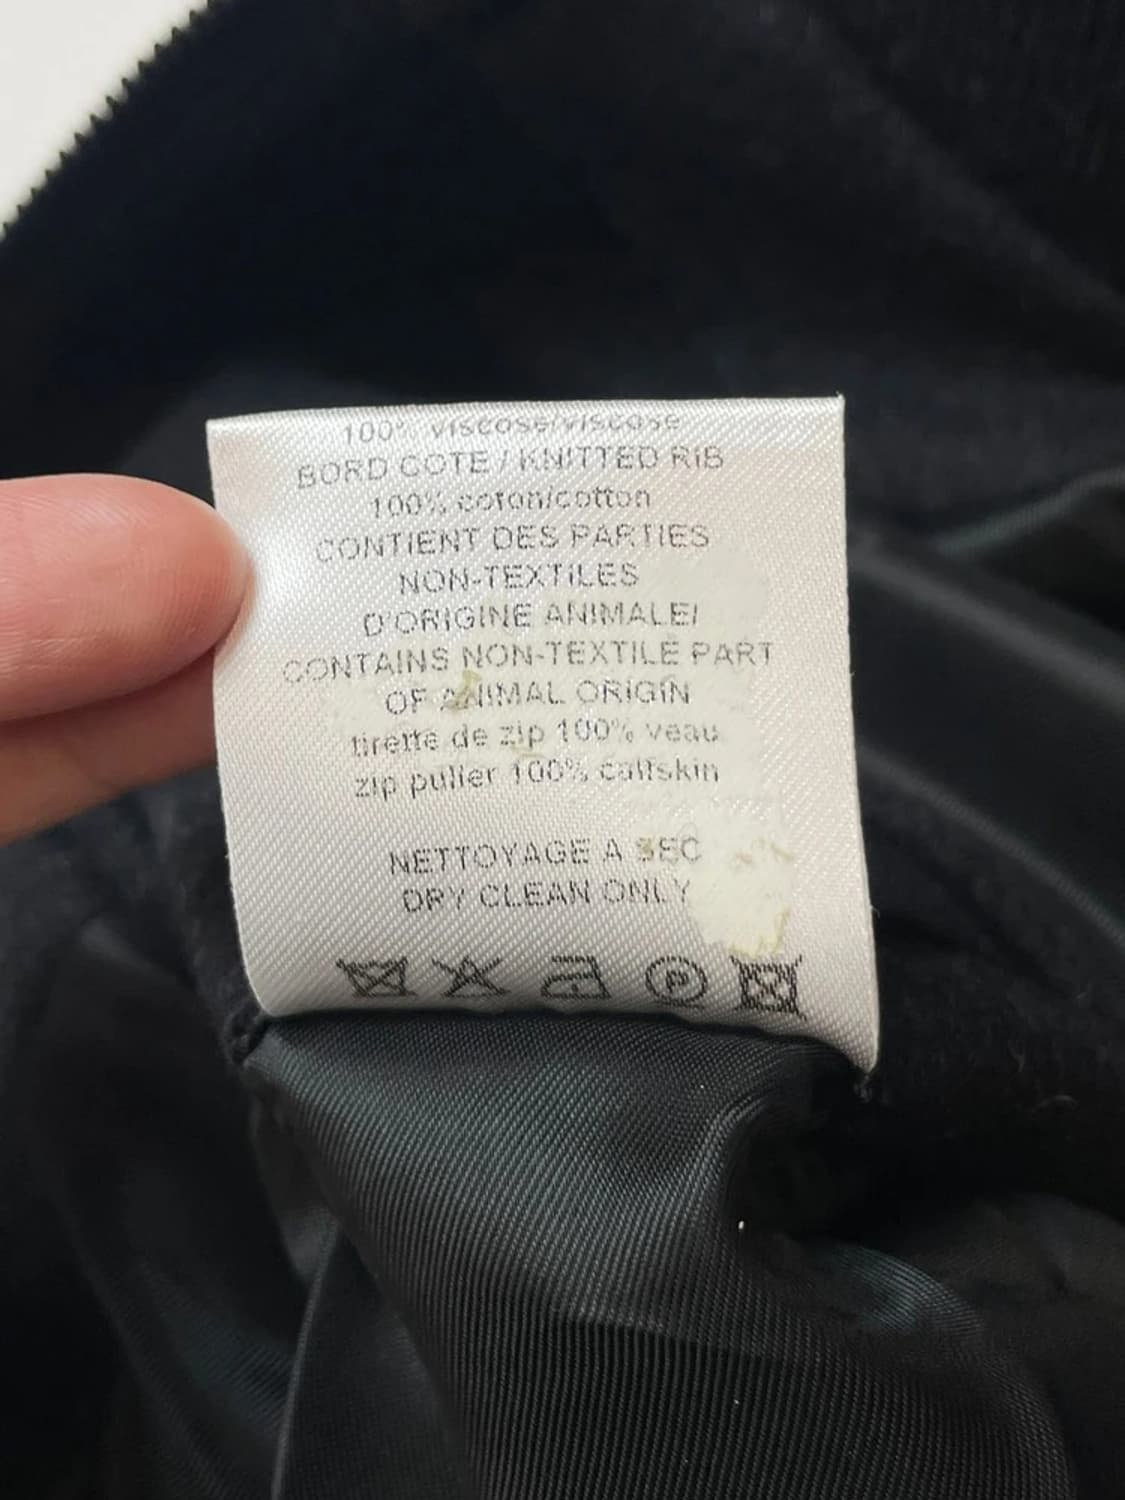 100% viscose/viscose
BORD COTE / KNITTED RIB
100% coton/cotton
CONTIENT DES PARTIES
NON-TEXTILES
D'ORIGINE ANIMALE/
CONTAINS NON-TEXTILE PART
OF ANIMAL ORIGIN
tirette de zip 100% veau
zip puller 100% calfskin
NETTOYAGE A SEC
DRY CLEAN ONLY
P